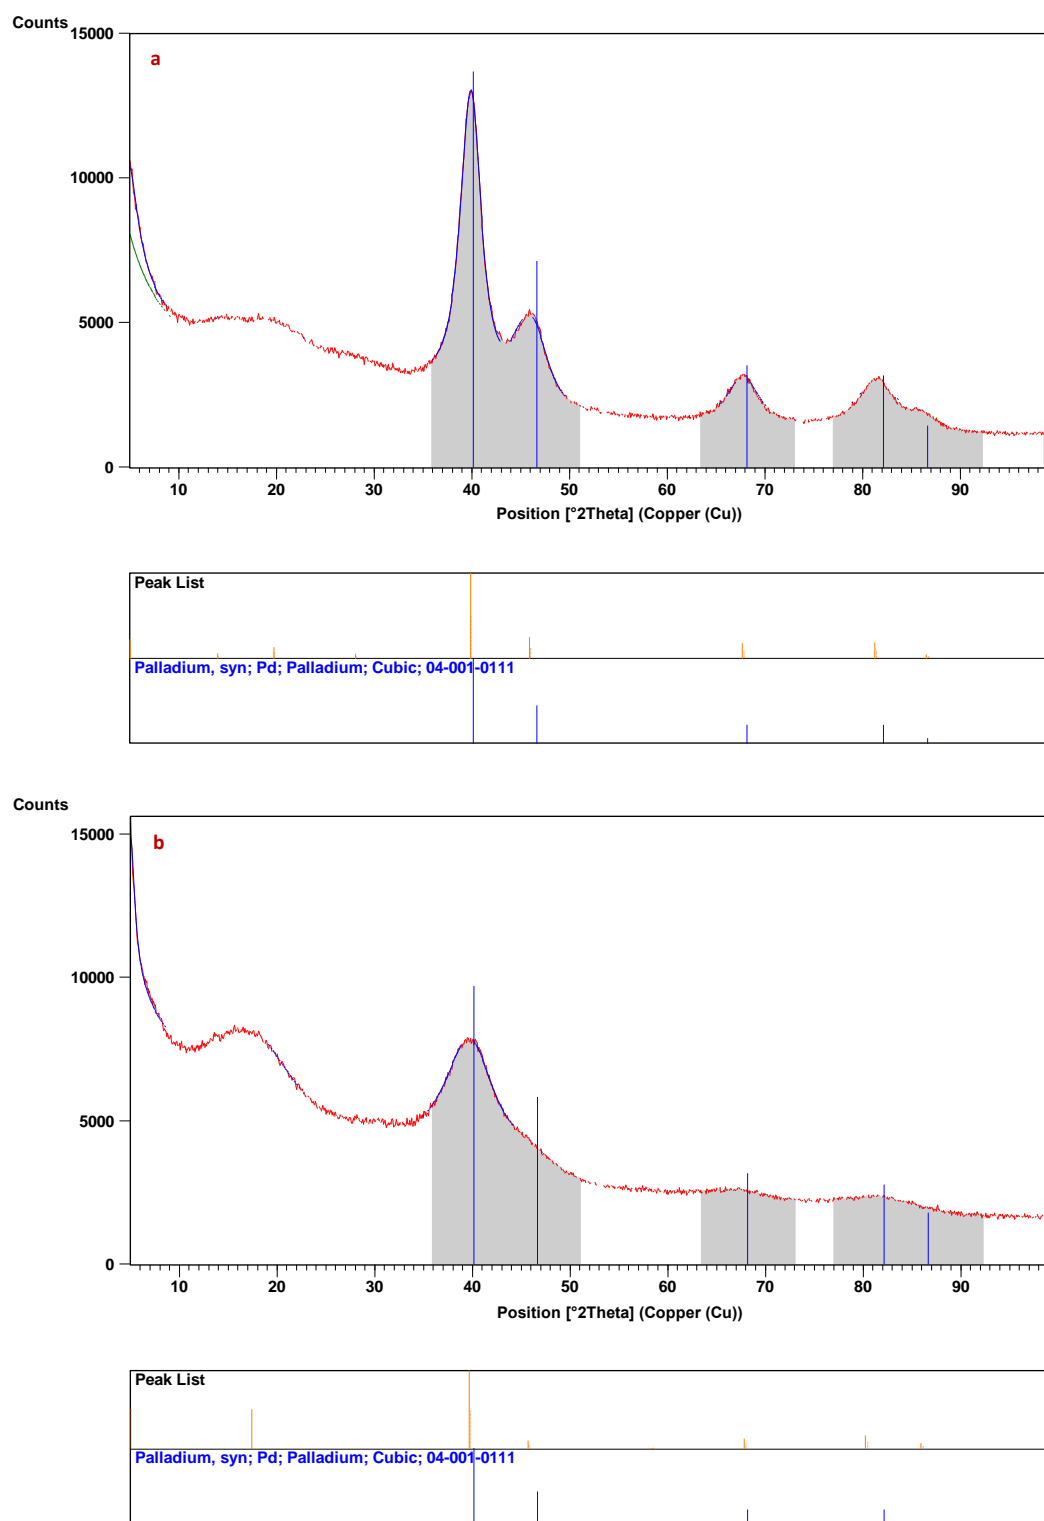 Counts
15000
a
10000
5000
0
10 20 30 40 50 60 70 80 90
Position [°2Theta] (Copper (Cu))
Peak List
Palladium, syn; Pd; Palladium; Cubic; 04-001-0111
Counts
15000
b
10000
5000
0
10 20 30 40 50 60 70 80 90
Position [°2Theta] (Copper (Cu))
Peak List
Palladium, syn; Pd; Palladium; Cubic; 04-001-0111